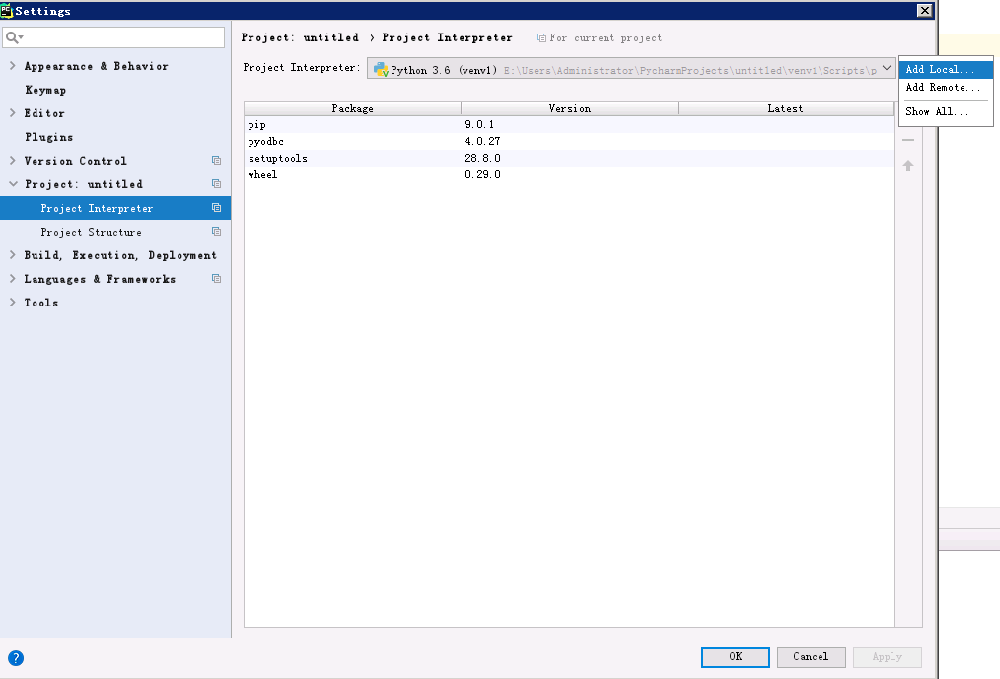 Settings
Project: untitled > Project Interpreter For current project
Project Interpreter: Python 3.6 (venv1) E:\Users\Administrator\PycharmProjects\untitled\venv1\Scripts\p
Add Local...
Add Remote...
Show All...
Appearance & Behavior
Keymap
Editor
Plugins
Version Control
Project: untitled
Project Interpreter
Project Structure
Build, Execution, Deployment
Languages & Frameworks
Tools
Package Version Latest
pip 9.0.1
pyodbc 4.0.27
setuptools 28.8.0
wheel 0.29.0
?
OK Cancel Apply